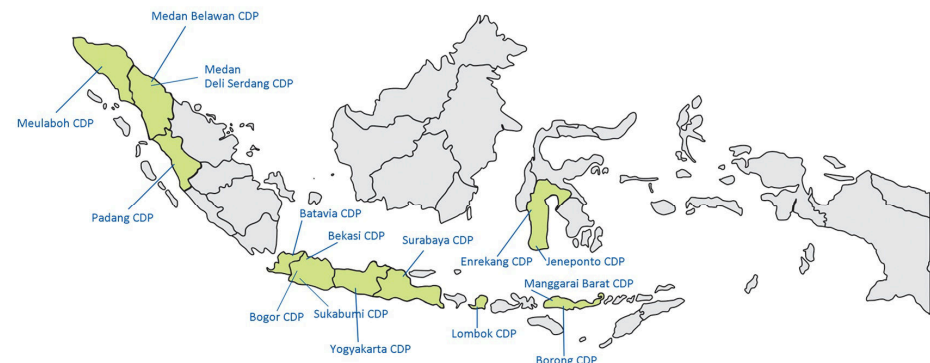 Medan Belawan CDP
Medan
Deli Serdang CDP
Meulaboh CDP
Padang CDP
Batavia CDP
Bekasi CDP
Surabaya CDP
Enrekang CDP
Jeneponto CDP
Manggarai Barat CDP
Bogor CDP
Sukabumi CDP
Lombok CDP
Yogyakarta CDP
Borong CDP